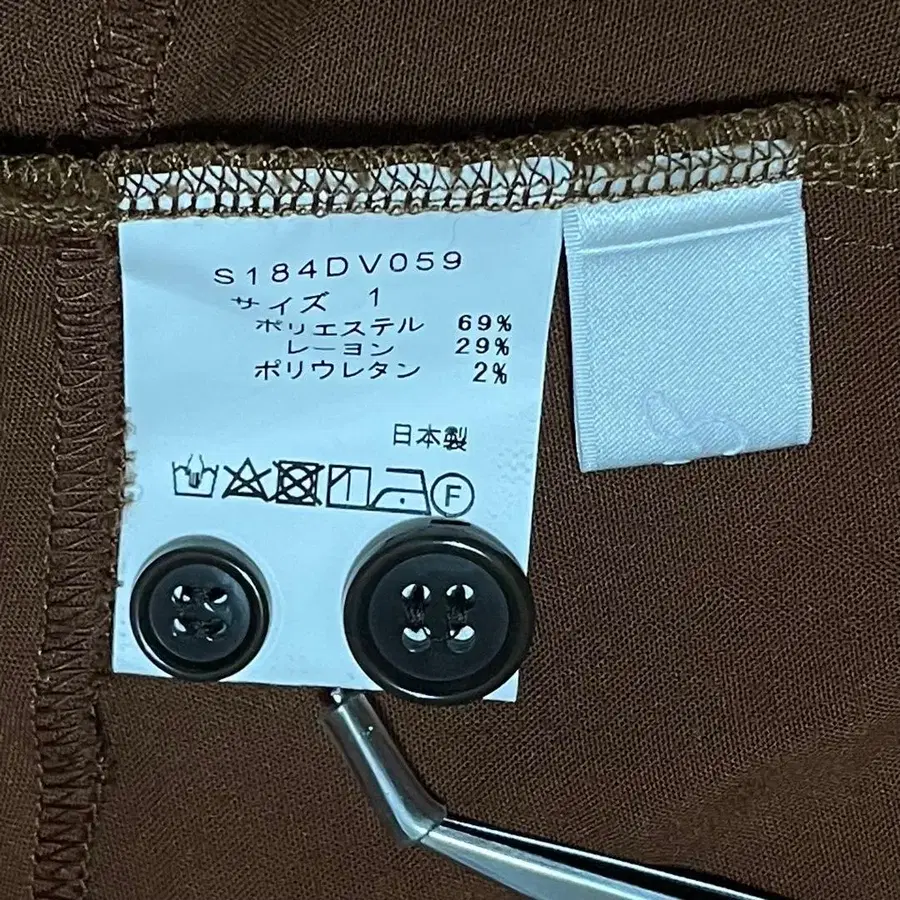 S184DV059
サイズ 1
ポリエステル 69%
レーヨン 29%
ポリウレタン 2%
日本製
F